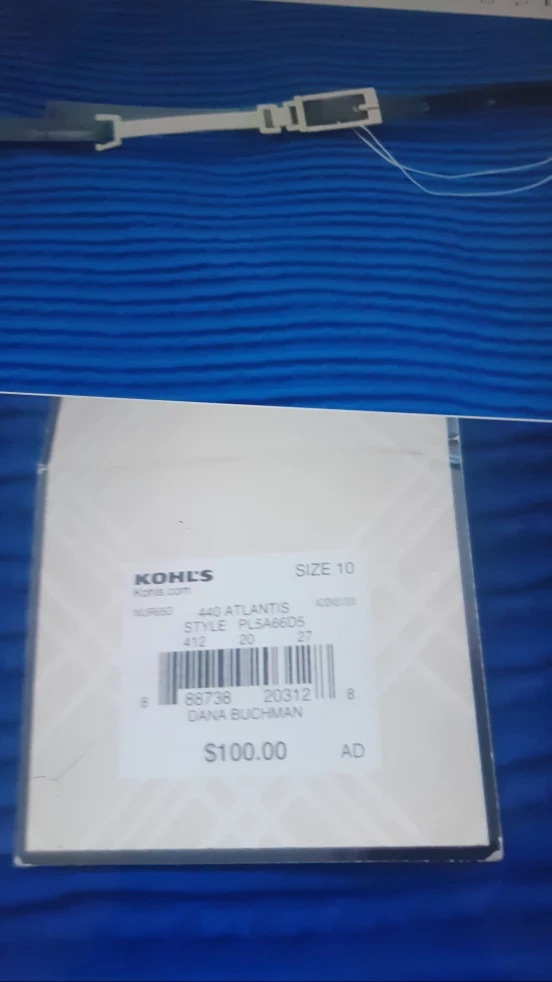 KOHL'S
SIZE 10
Kohls.com
440 ATLANTIS
STYLE PL5A66D5
412 20 27
8 88738 20312 8
DANA BUCHMAN
$100.00 AD